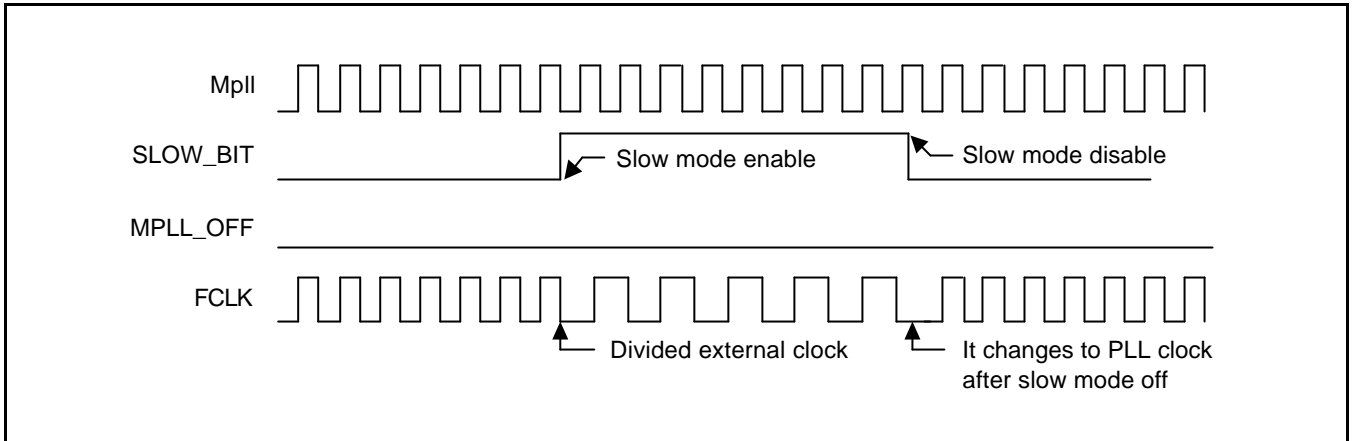 Mpll
SLOW_BIT
Slow mode enable
Slow mode disable
MPLL_OFF
FCLK
Divided external clock
It changes to PLL clock
after slow mode off